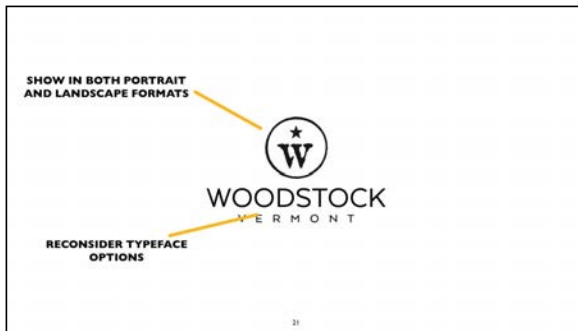 SHOW IN BOTH PORTRAIT
AND LANDSCAPE FORMATS
W
WOODSTOCK
VERMONT
RECONSIDER TYPEFACE
OPTIONS
21